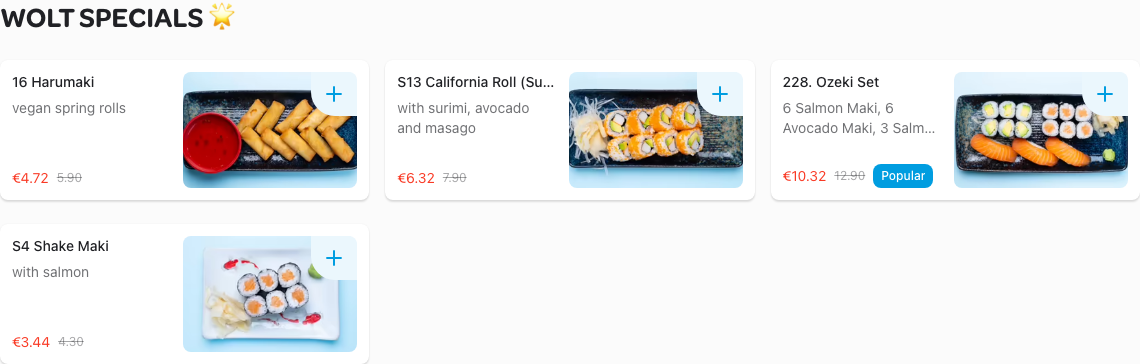 WOLT SPECIALS 🌟
16 Harumaki
vegan spring rolls
€4.72 5.90
S13 California Roll (Su...
with surimi, avocado
and masago
€6.32 7.90
228. Ozeki Set
6 Salmon Maki, 6
Avocado Maki, 3 Salm...
€10.32 12.90 Popular
S4 Shake Maki
with salmon
€3.44 4.30